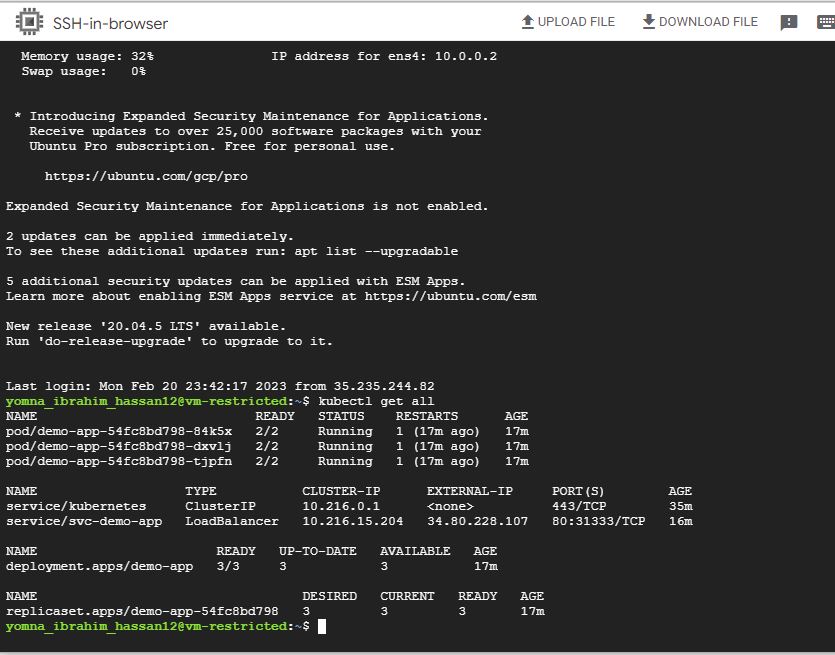 SSH-in-browser
UPLOAD FILE
DOWNLOAD FILE
Memory usage: 32% IP address for ens4: 10.0.0.2
Swap usage: 0%
* Introducing Expanded Security Maintenance for Applications.
Receive updates to over 25,000 software packages with your
Ubuntu Pro subscription. Free for personal use.
https://ubuntu.com/gcp/pro
Expanded Security Maintenance for Applications is not enabled.
2 updates can be applied immediately.
To see these additional updates run: apt list --upgradable
5 additional security updates can be applied with ESM Apps.
Learn more about enabling ESM Apps service at https://ubuntu.com/esm
New release '20.04.5 LTS' available.
Run 'do-release-upgrade' to upgrade to it.
Last login: Mon Feb 20 23:42:17 2023 from 35.235.244.82
yomna_ibrahim_hassan12@vm-restricted:~$ kubectl get all
NAME READY STATUS RESTARTS AGE
pod/demo-app-54fc8bd798-84k5x 2/2 Running 1 (17m ago) 17m
pod/demo-app-54fc8bd798-dxvlj 2/2 Running 1 (17m ago) 17m
pod/demo-app-54fc8bd798-tjpfn 2/2 Running 1 (17m ago) 17m
NAME TYPE CLUSTER-IP EXTERNAL-IP PORT(S) AGE
service/kubernetes ClusterIP 10.216.0.1 <none> 443/TCP 35m
service/svc-demo-app LoadBalancer 10.216.15.204 34.80.228.107 80:31333/TCP 16m
NAME READY UP-TO-DATE AVAILABLE AGE
deployment.apps/demo-app 3/3 3 3 17m
NAME DESIRED CURRENT READY AGE
replicaset.apps/demo-app-54fc8bd798 3 3 3 17m
yomna_ibrahim_hassan12@vm-restricted:~$